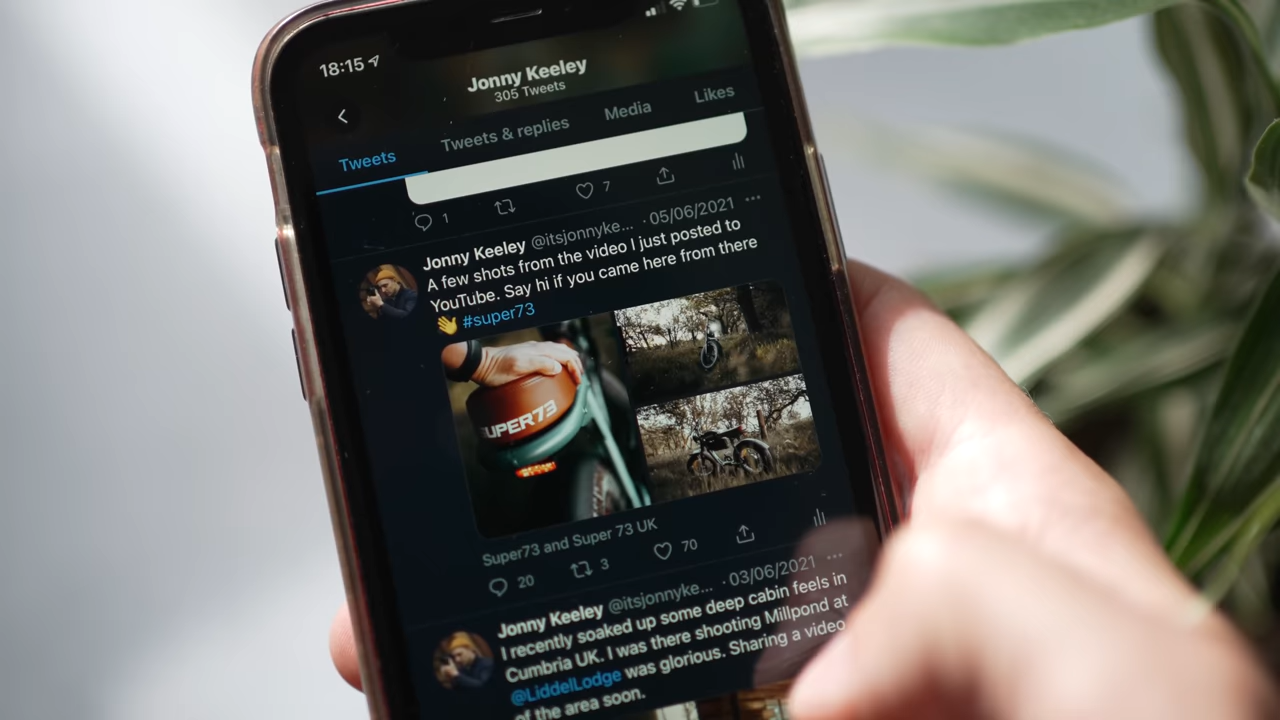 18:15
Jonny Keeley
305 Tweets
Tweets Tweets & replies Media Likes
1 7
Jonny Keeley @itsjonnyke... · 05/06/2021 ...
A few shots from the video I just posted to
YouTube. Say hi if you came here from there
👋 #super73
SUPER73
Super73 and Super 73 UK
20 3 70
Jonny Keeley @itsjonnyke... · 03/06/2021 ...
I recently soaked up some deep cabin feels in
Cumbria UK. I was there shooting Millpond at
@LiddelLodge was glorious. Sharing a video
of the area soon.